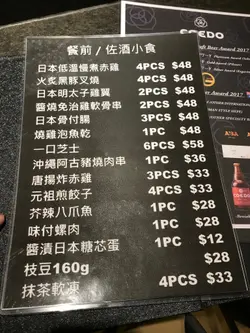 餐前 / 佐酒小食
日本低溫慢煮赤雞 4PCS $48
火炙黑豚叉燒 4PCS $48
日本明太子雞翼 2PCS $48
醬燒免治雞軟骨串 2PCS $48
日本骨付腸 3PCS $48
燒雞泡魚乾 1PC $48
一口芝士 6PCS $58
沖繩阿古豬燒肉串 1PC $38
唐揚炸赤雞 3PCS $33
元祖煎餃子 4PCS $33
芥辣八爪魚 1PC $28
味付螺肉 1PC $28
醬漬日本糖芯蛋 1PC $12
枝豆160g $28
抹茶軟凍 4PCS $33
Beer Award 2017